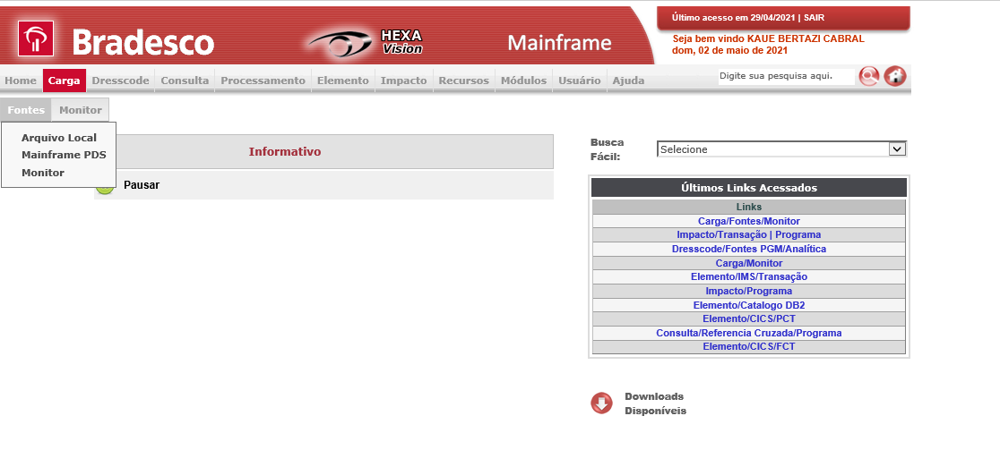 Último acesso em 29/04/2021 | SAIR
Bradesco
HEXA
Vision
Mainframe
Seja bem vindo KAUE BERTAZI CABRAL
dom, 02 de maio de 2021
Home Carga Dresscode Consulta Processamento Elemento Impacto Recursos Módulos Usuário Ajuda
Digite sua pesquisa aqui.
Fontes Monitor
Arquivo Local
Mainframe PDS
Monitor
Informativo
Pausar
Busca
Fácil:
Selecione
Últimos Links Acessados
Links
Carga/Fontes/Monitor
Impacto/Transação | Programa
Dresscode/Fontes PGM/Analítica
Carga/Monitor
Elemento/IMS/Transação
Impacto/Programa
Elemento/Catalogo DB2
Elemento/CICS/PCT
Consulta/Referencia Cruzada/Programa
Elemento/CICS/FCT
Downloads
Disponíveis